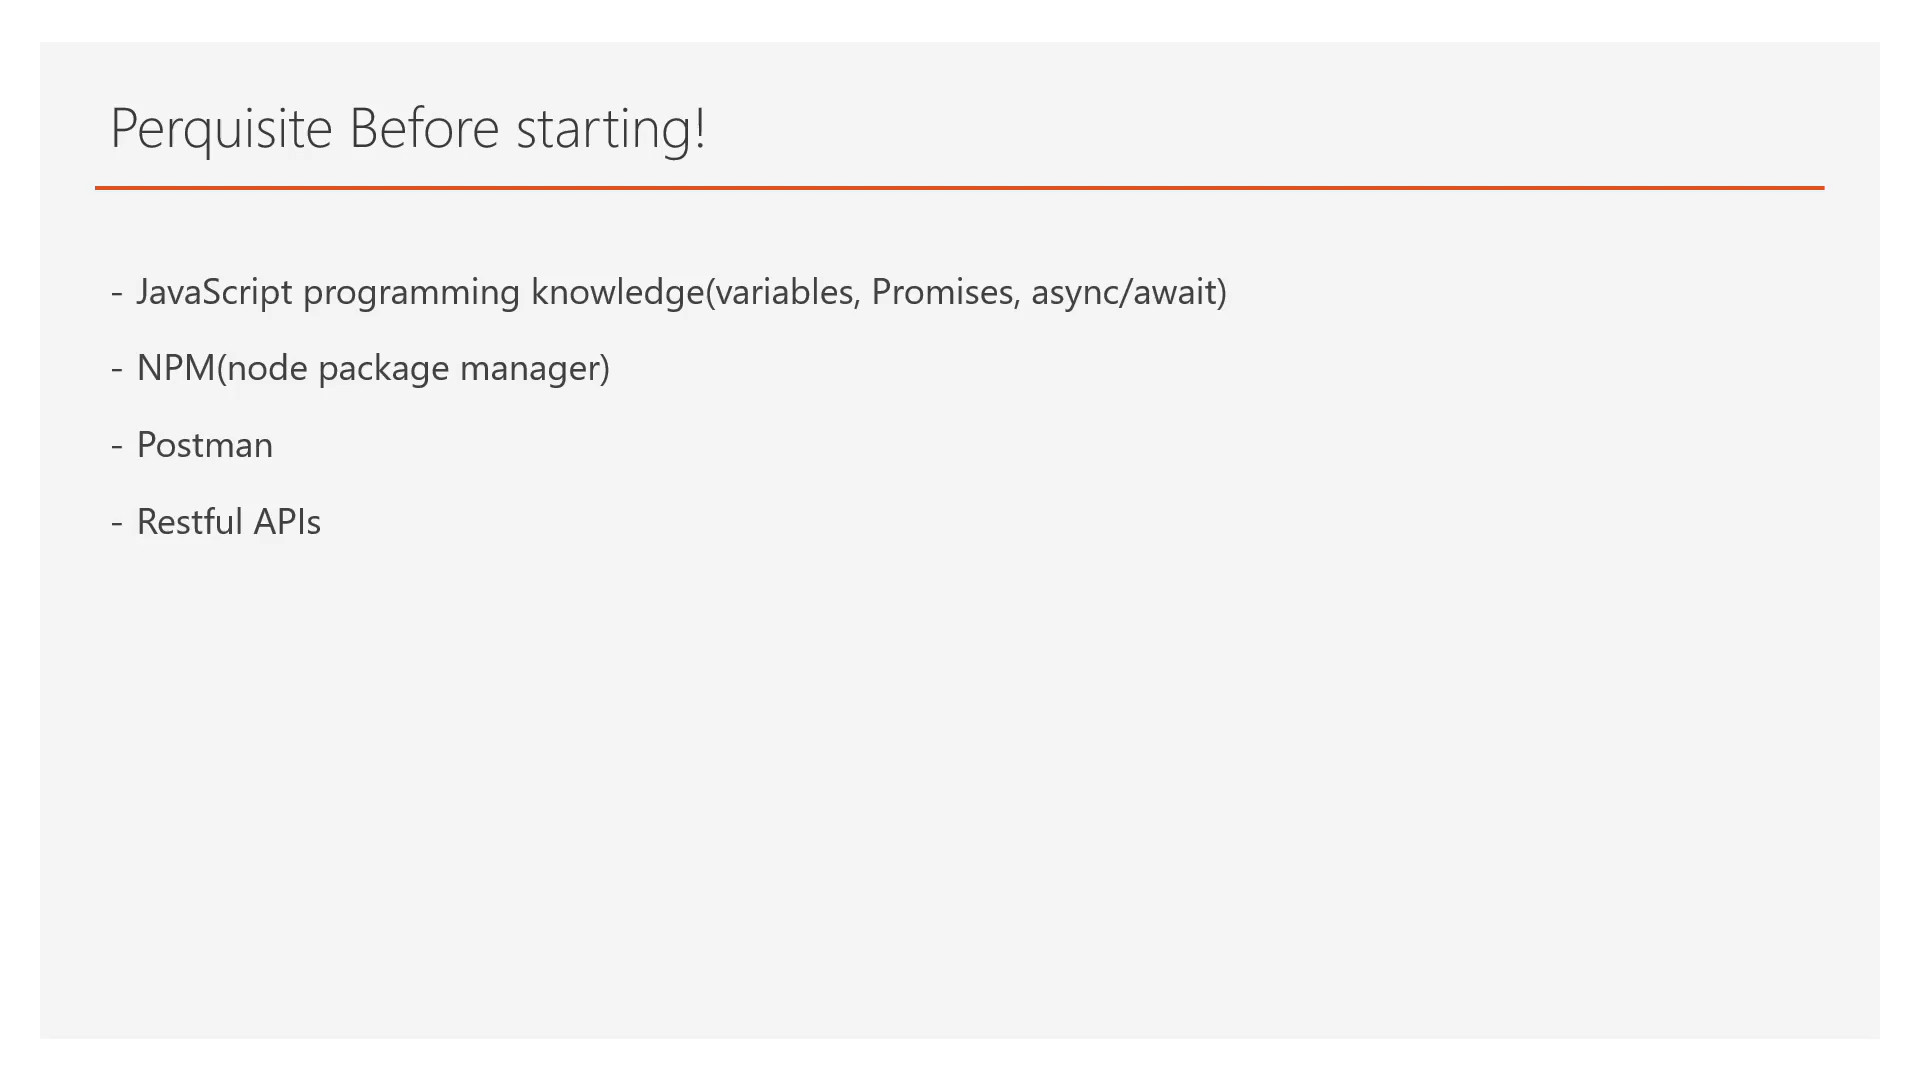 Perquisite Before starting!
- JavaScript programming knowledge(variables, Promises, async/await)
- NPM(node package manager)
- Postman
- Restful APIs